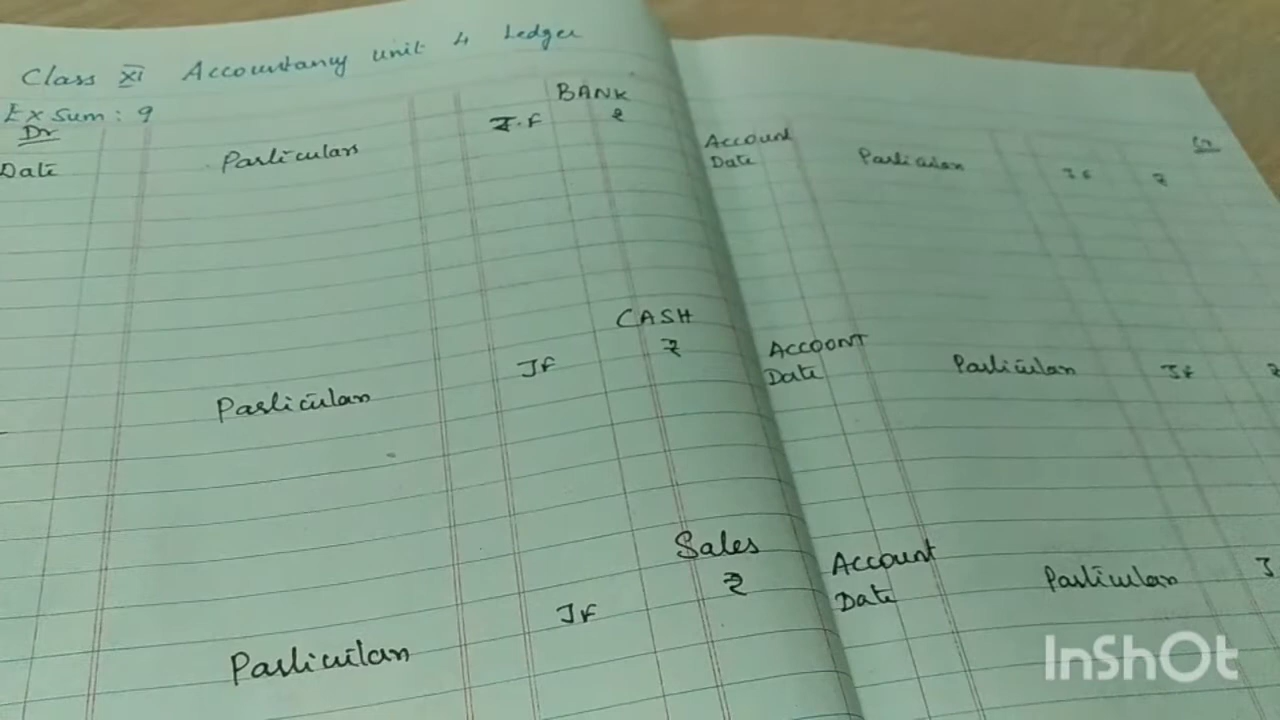 Class XI Accountancy unit 4 Ledger
Ex Sum: 9
BANK Account
Dr Cr
Date Particulars J.F ₹ Date Particulars JF ₹
CASH ACCOUNT
Particulars JF ₹ Date Particulars JF ₹
Sales Account
Particulars JF ₹ Date Particulars J
InShOt